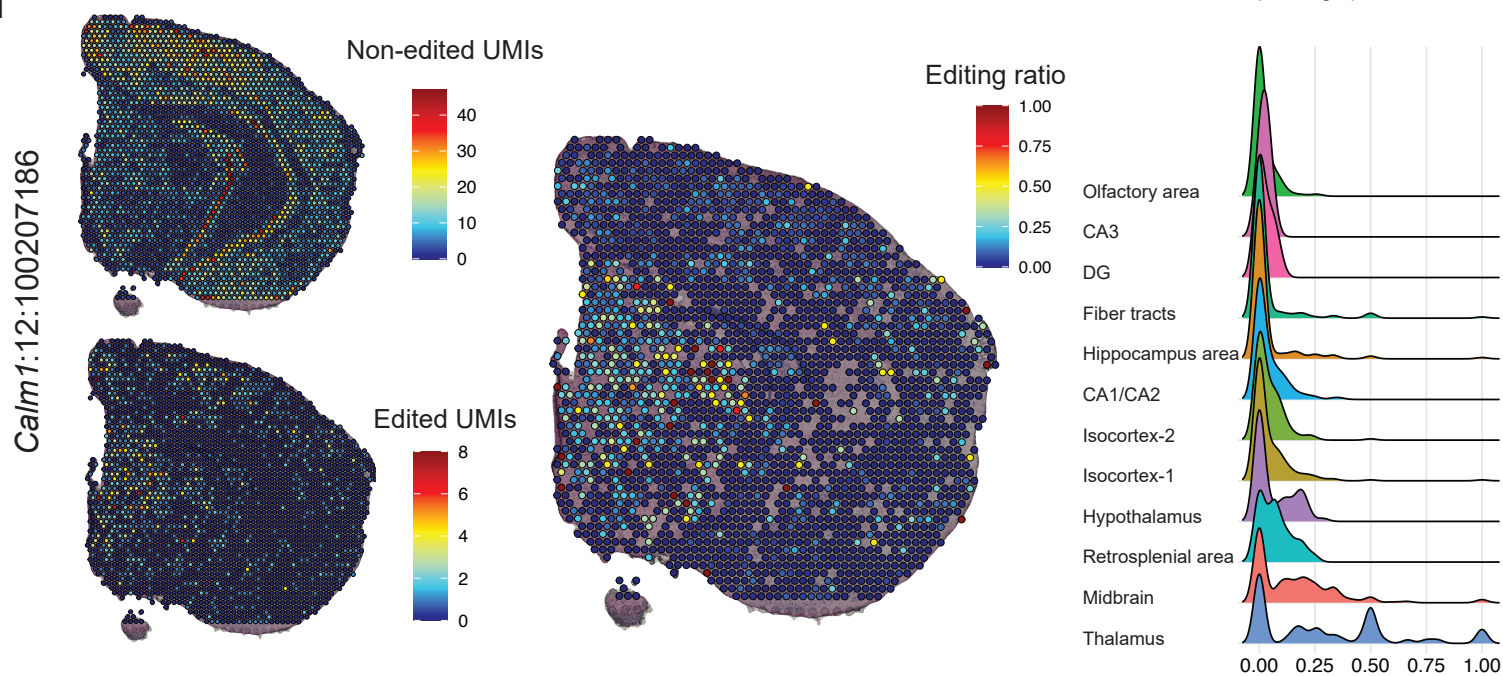 Calm1:12:100207186
Non-edited UMIs
40
30
20
10
0
Edited UMIs
8
6
4
2
0
Editing ratio
1.00
0.75
0.50
0.25
0.00
Olfactory area
CA3
DG
Fiber tracts
Hippocampus area
CA1/CA2
Isocortex-2
Isocortex-1
Hypothalamus
Retrosplenial area
Midbrain
Thalamus
0.00 0.25 0.50 0.75 1.00